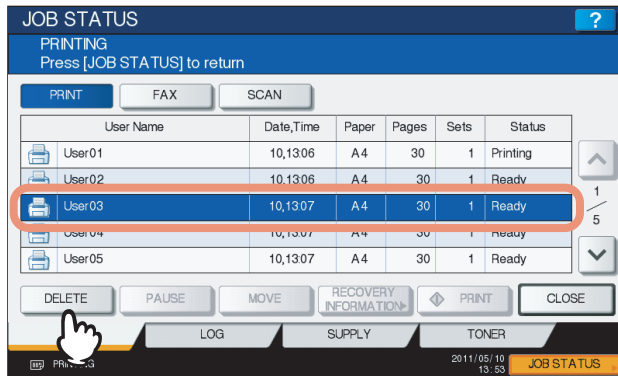 JOB STATUS ?
PRINTING
Press [JOB STATUS] to return
PRINT FAX SCAN
User Name Date,Time Paper Pages Sets Status
User01 10,13:06 A4 30 1 Printing
User02 10,13:06 A4 30 1 Ready
User03 10,13:07 A4 30 1 Ready
User04 10,13:07 A4 30 1 Ready
User05 10,13:07 A4 30 1 Ready
1
5
DELETE PAUSE MOVE RECOVERY INFORMATION PRINT CLOSE
LOG SUPPLY TONER
2011/05/10
13:53
JOB STATUS